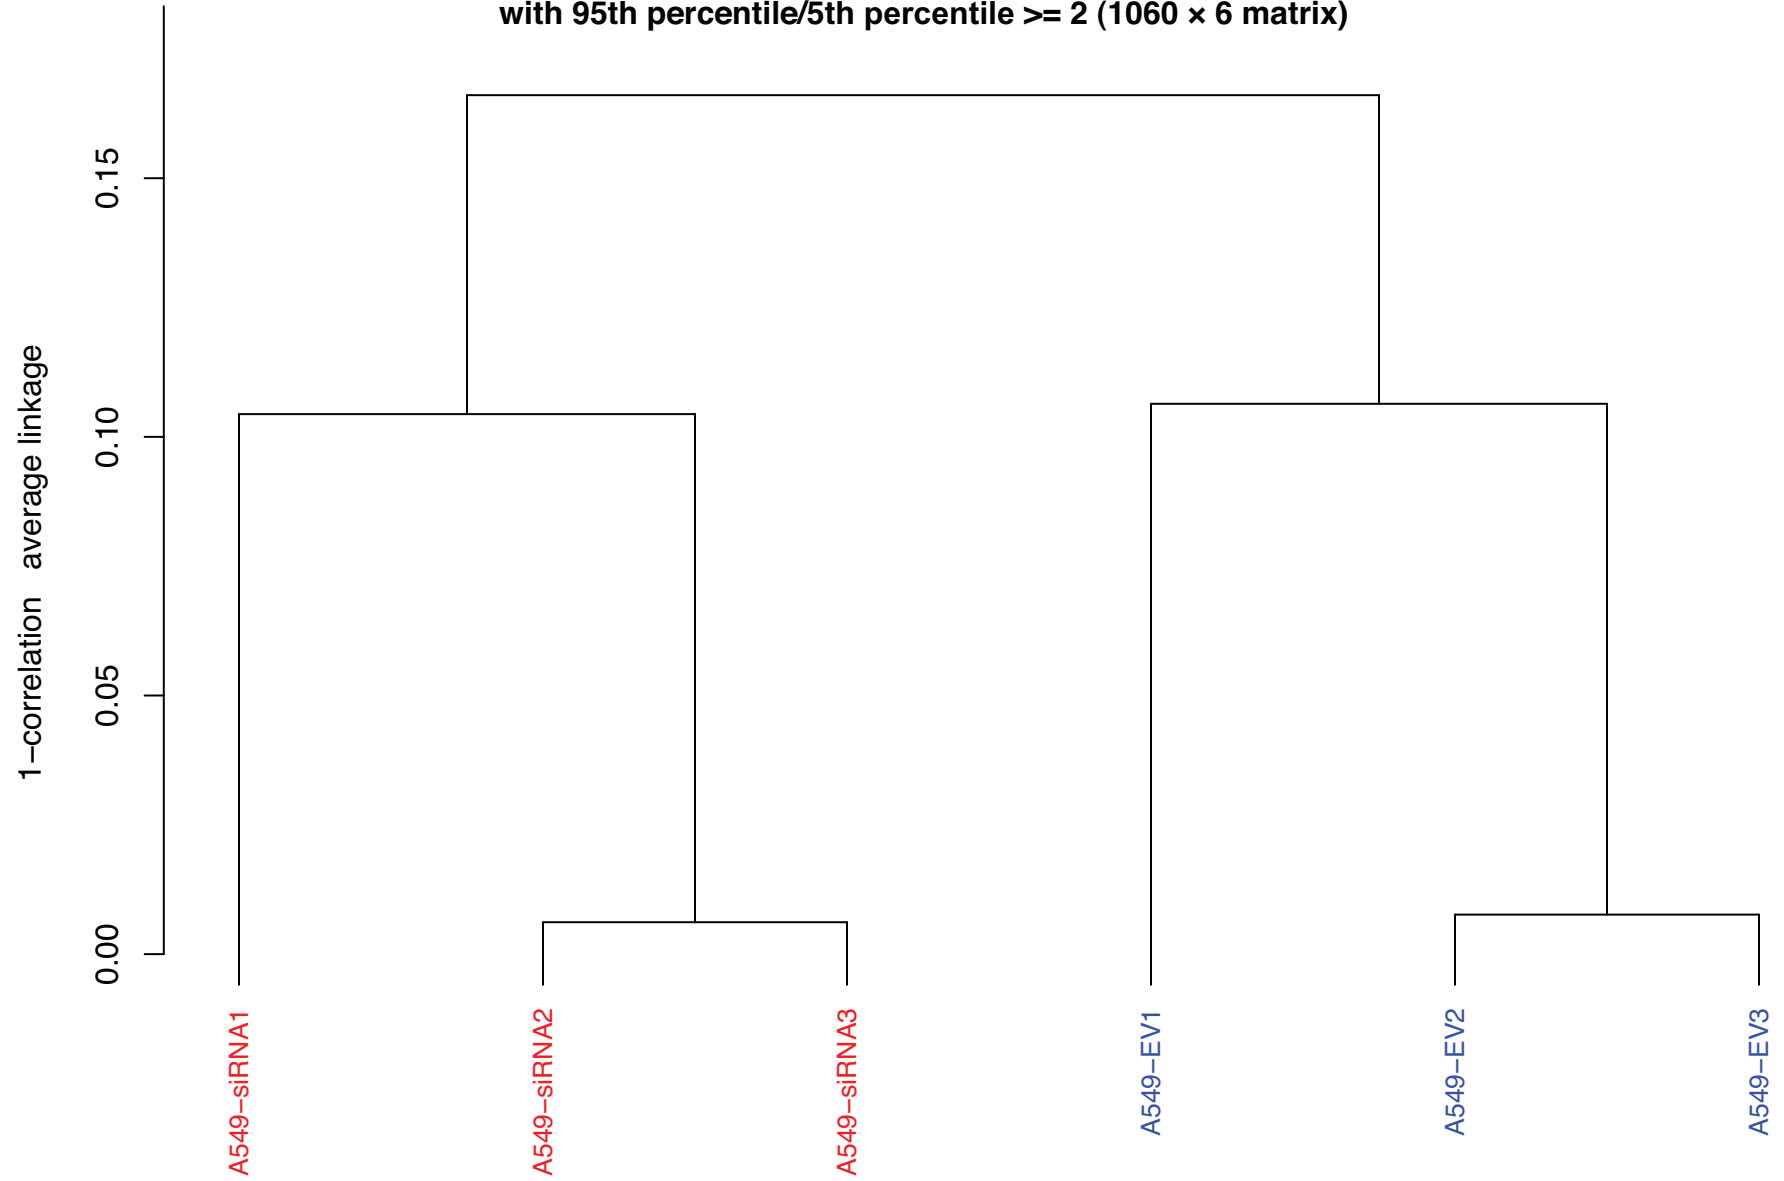 with 95th percentile/5th percentile >= 2 (1060 × 6 matrix)
1−correlation average linkage
0.15
0.10
0.05
0.00
A549−siRNA1
A549−siRNA2
A549−siRNA3
A549−EV1
A549−EV2
A549−EV3